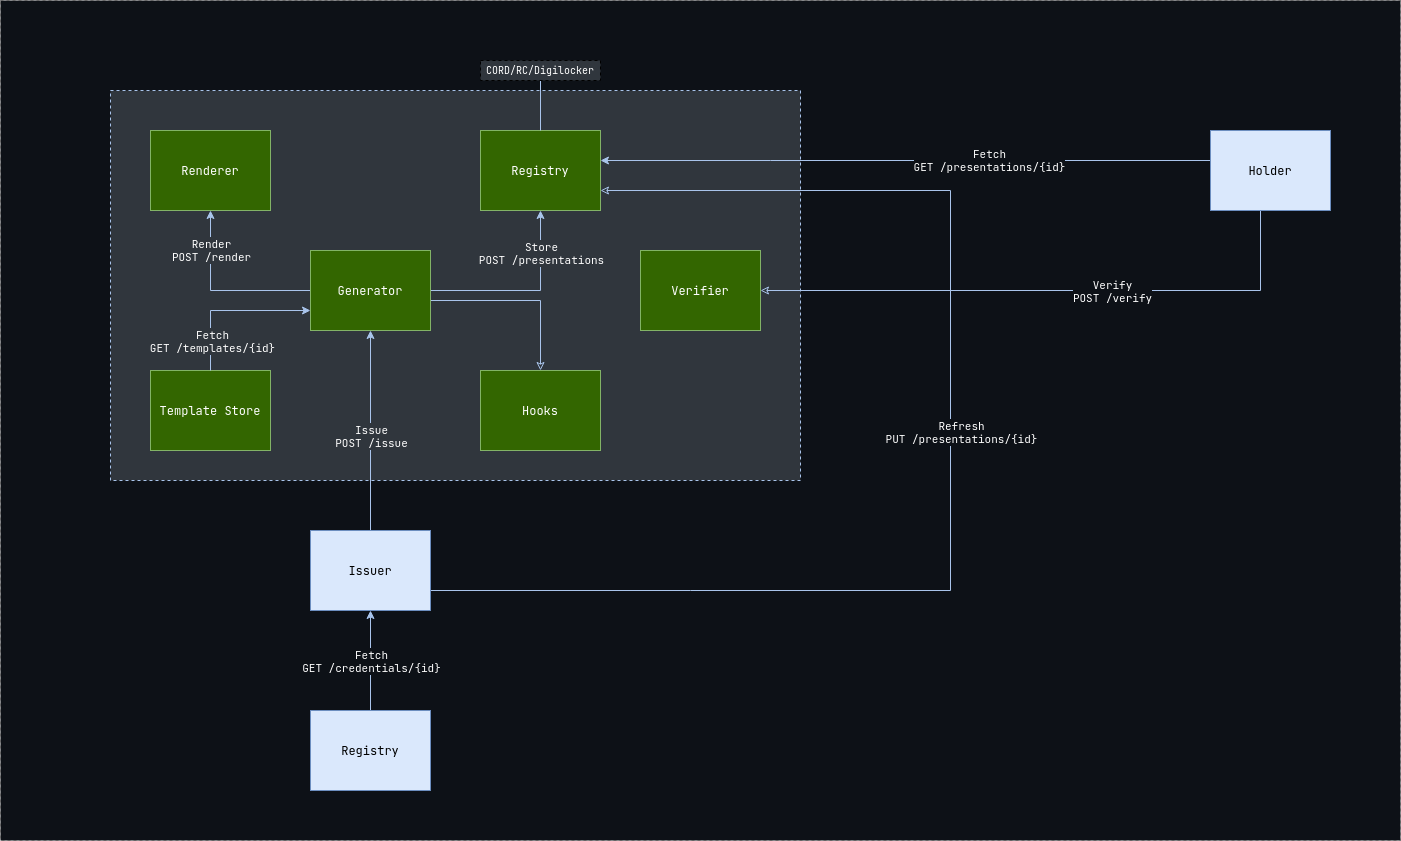 CORD/RC/Digilocker
Renderer
Registry
Fetch
GET /presentations/{id}
Holder
Render
POST /render
Store
POST /presentations
Generator
Verifier
Verify
POST /verify
Fetch
GET /templates/{id}
Template Store
Hooks
Issue
POST /issue
Refresh
PUT /presentations/{id}
Issuer
Fetch
GET /credentials/{id}
Registry